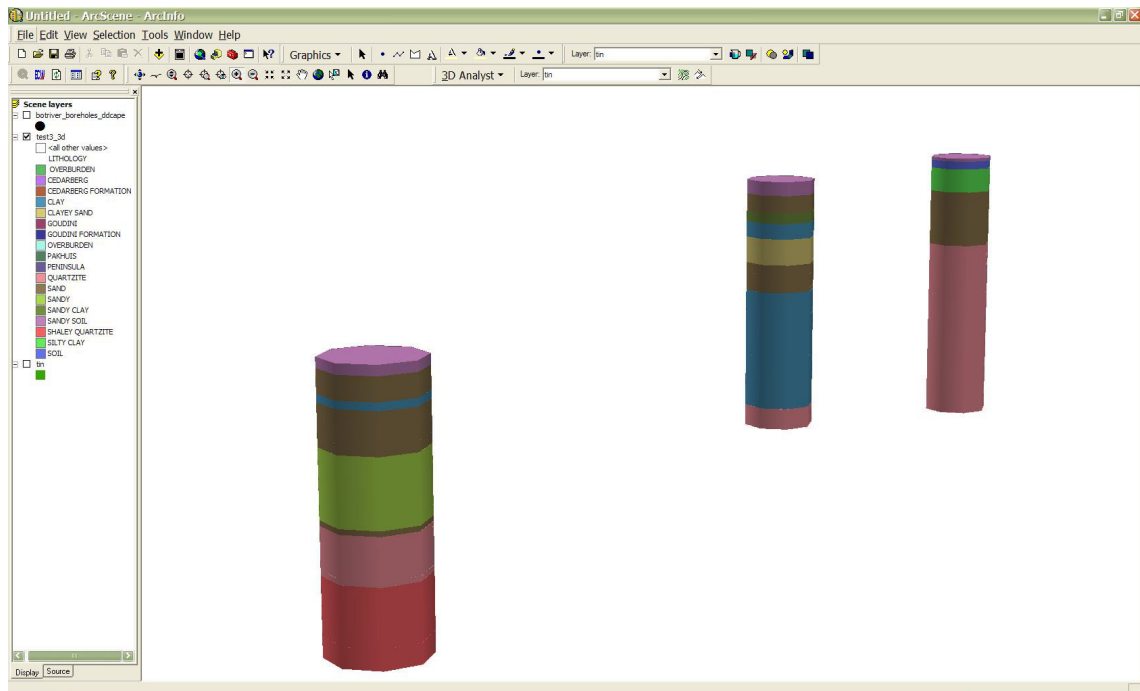 Untitled - ArcScene - ArcInfo
File Edit View Selection Tools Window Help
Graphics
Layer: tin
3D Analyst
Layer: tin
Scene layers
botriver_boreholes_ddcape
test3_3d
<all other values>
LITHOLOGY
OVERBURDEN
CEDARBERG
CEDARBERG FORMATION
CLAY
CLAYEY SAND
GOUDINI
GOUDINI FORMATION
OVERBURDEN
PAKHUIS
PENINSULA
QUARTZITE
SAND
SANDY
SANDY CLAY
SANDY SOIL
SHALEY QUARTZITE
SILTY CLAY
SOIL
tin
Display Source